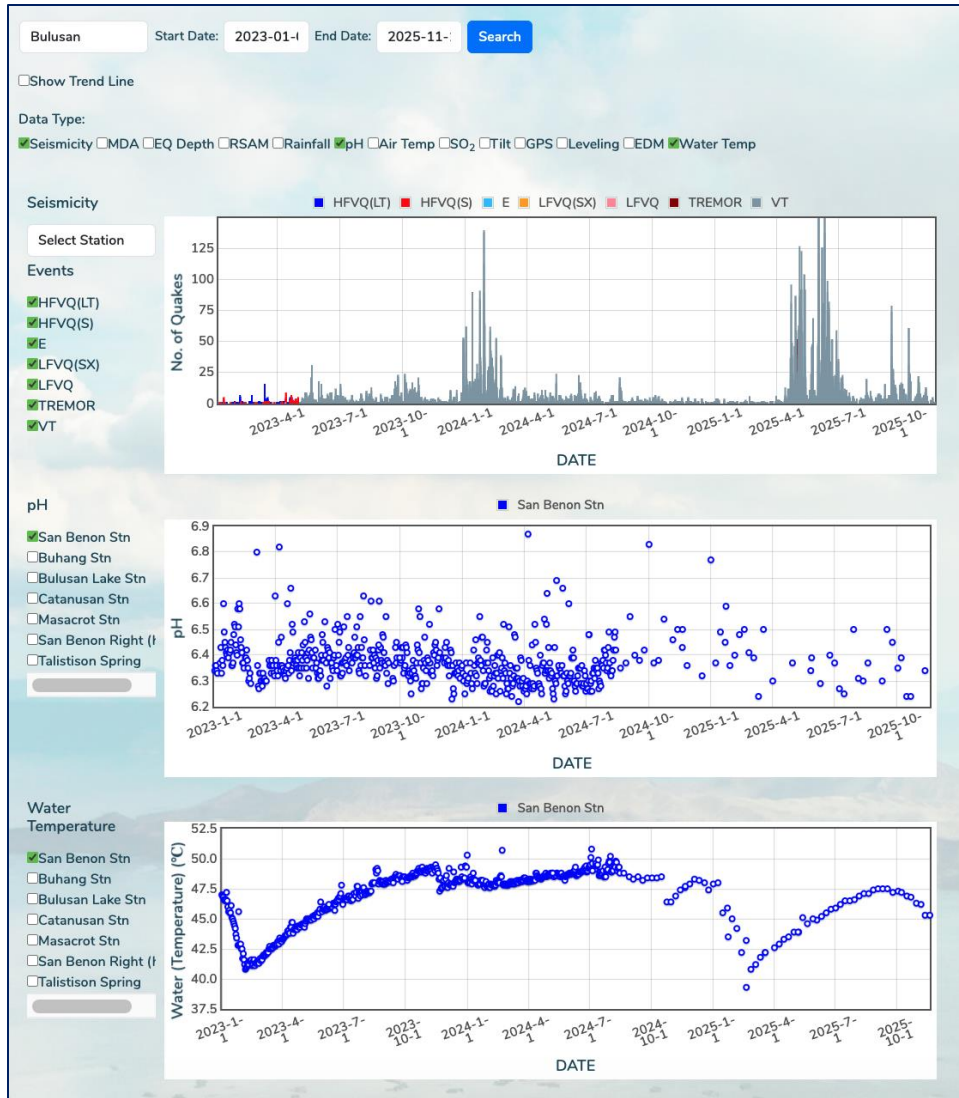 Bulusan Start Date: 2023-01-( End Date: 2025-11-: Search
Show Trend Line
Data Type:
Seismicity MDA EQ Depth RSAM Rainfall pH Air Temp SO₂ Tilt GPS Leveling EDM Water Temp
Seismicity
Select Station
Events
HFVQ(LT)
HFVQ(S)
E
LFVQ(SX)
LFVQ
TREMOR
VT
HFVQ(LT) HFVQ(S) E LFVQ(SX) LFVQ TREMOR VT
No. of Quakes
125
100
75
50
25
0
2023-4-1 2023-7-1 2023-10-1 2024-1-1 2024-4-1 2024-7-1 2024-10-1 2025-1-1 2025-4-1 2025-7-1 2025-10-1
DATE
pH
San Benon Stn
Buhang Stn
Bulusan Lake Stn
Catanusan Stn
Masacrot Stn
San Benon Right (h
Talistison Spring
San Benon Stn
pH
6.9
6.8
6.7
6.6
6.5
6.4
6.3
6.2
2023-1-1 2023-4-1 2023-7-1 2023-10-1 2024-1-1 2024-4-1 2024-7-1 2024-10-1 2025-1-1 2025-4-1 2025-7-1 2025-10-1
DATE
Water
Temperature
San Benon Stn
Buhang Stn
Bulusan Lake Stn
Catanusan Stn
Masacrot Stn
San Benon Right (h
Talistison Spring
San Benon Stn
Water (Temperature) (ºC)
52.5
50.0
47.5
45.0
42.5
40.0
37.5
2023-1-1 2023-4-1 2023-7-1 2023-10-1 2024-1-1 2024-4-1 2024-7-1 2024-10-1 2025-1-1 2025-4-1 2025-7-1 2025-10-1
DATE